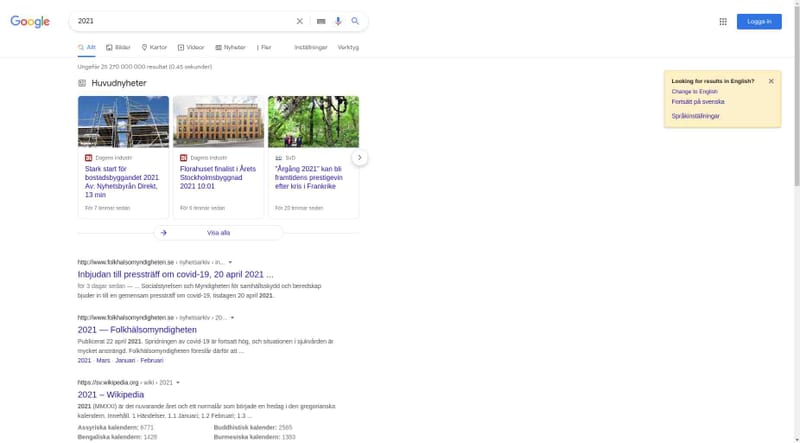 Google
2021
Logga in
Allt Bilder Kartor Videor Nyheter Fler Inställningar Verktyg
Ungefär 25 270 000 000 resultat (0,45 sekunder)
Looking for results in English?
Change to English
Fortsätt på svenska
Språkinställningar
Huvudnyheter
Dagens industri
Stark start för
bostadsbyggandet 2021
Av: Nyhetsbyrån Direkt,
13 min
För 7 timmar sedan
Dagens industri
Florahuset finalist i Årets
Stockholmsbyggnad
2021 10:01
För 6 timmar sedan
SvD
"Årgång 2021" kan bli
framtidens prestigevin
efter kris i Frankrike
För 20 timmar sedan
Visa alla
http://www.folkhalsomyndigheten.se › nyhetsarkiv › in...
Inbjudan till pressträff om covid-19, 20 april 2021 ...
för 3 dagar sedan — ... Socialstyrelsen och Myndigheten för samhällsskydd och beredskap
bjuder in till en gemensam pressträff om covid-19, tisdagen 20 april 2021.
http://www.folkhalsomyndigheten.se › nyhetsarkiv › 20...
2021 — Folkhälsomyndigheten
Publicerat 22 april 2021. Spridningen av covid-19 är fortsatt hög, och situationen i sjukvården är
mycket ansträngd. Folkhälsomyndigheten föreslår därför att ...
2021 · Mars · Januari · Februari
https://sv.wikipedia.org › wiki › 2021
2021 – Wikipedia
2021 (MMXXI) är det nuvarande året och ett normalår som började en fredag i den gregorianska
kalendern. Innehåll. 1 Händelser. 1.1 Januari; 1.2 Februari; 1.3 ...
Assyriska kalendern: 6771 Buddhistisk kalender: 2565
Bengaliska kalendern: 1428 Burmesiska kalendern: 1383